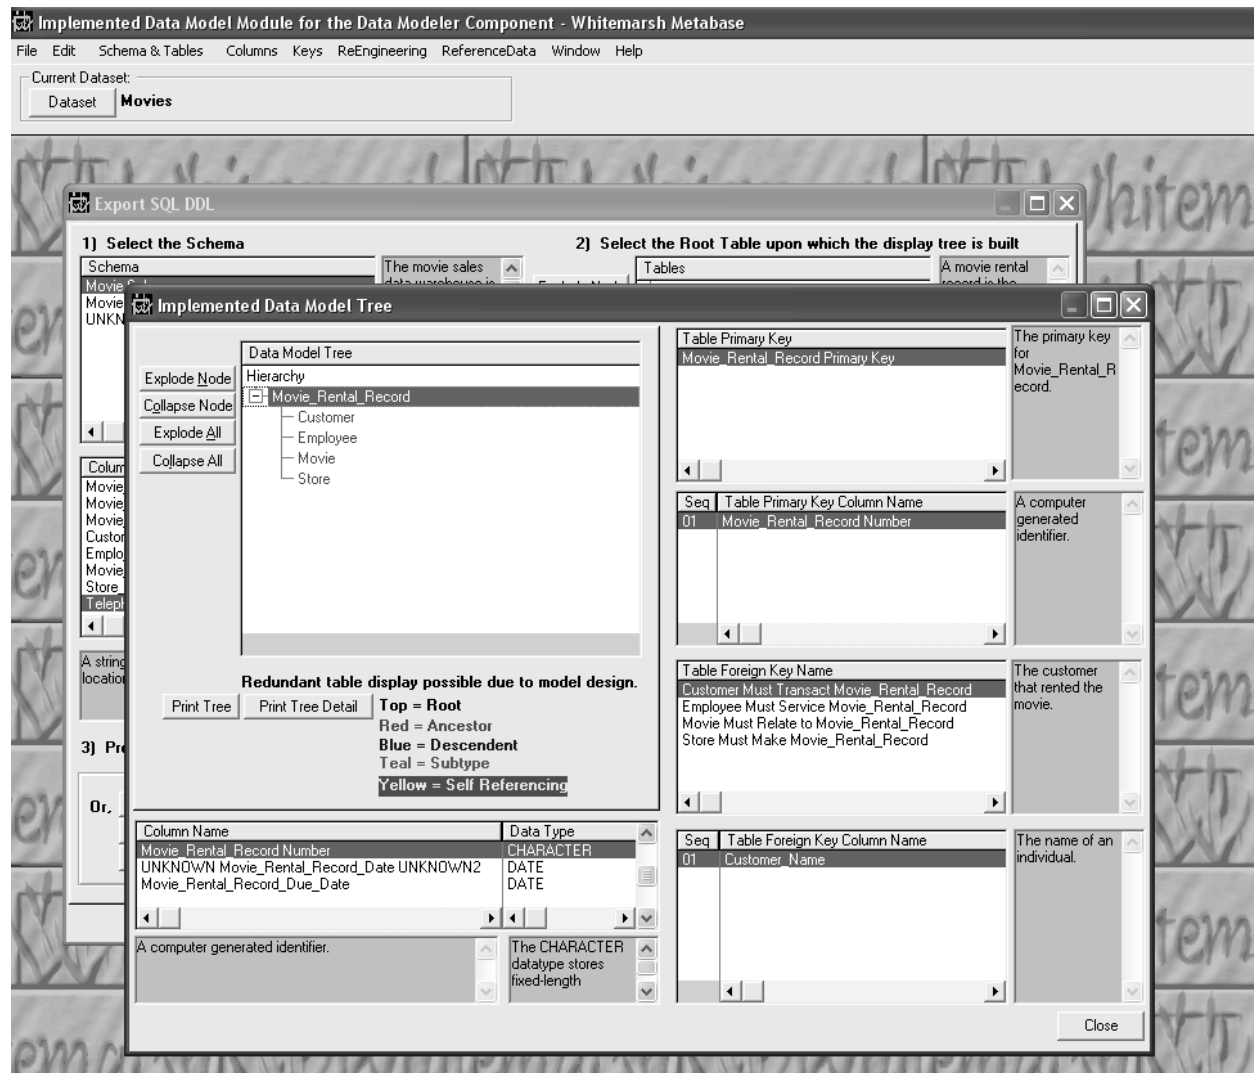 Implemented Data Model Module for the Data Modeler Component - Whitemarsh Metabase
File Edit Schema & Tables Columns Keys ReEngineering ReferenceData Window Help
Current Dataset:
Dataset Movies
Export SQL DDL
1) Select the Schema 2) Select the Root Table upon which the display tree is built
Schema
The movie sales
Tables
A movie rental
Movie
Movie
UNKN
Implemented Data Model Tree
Data Model Tree
Hierarchy
Explode Node
Collapse Node
Explode All
Collapse All
Movie_Rental_Record
Customer
Employee
Movie
Store
Redundant table display possible due to model design.
Print Tree Print Tree Detail
Top = Root
Red = Ancestor
Blue = Descendent
Teal = Subtype
Yellow = Self Referencing
Table Primary Key
Movie_Rental_Record Primary Key
The primary key
for
Movie_Rental_R
ecord.
Seq Table Primary Key Column Name
01 Movie_Rental_Record Number
A computer
generated
identifier.
Table Foreign Key Name
Customer Must Transact Movie_Rental_Record
Employee Must Service Movie_Rental_Record
Movie Must Relate to Movie_Rental_Record
Store Must Make Movie_Rental_Record
The customer
that rented the
movie.
Seq Table Foreign Key Column Name
01 Customer_Name
The name of an
individual.
Column Name Data Type
Movie_Rental_Record Number CHARACTER
UNKNOWN Movie_Rental_Record_Date UNKNOWN2 DATE
Movie_Rental_Record_Due_Date DATE
A computer generated identifier.
The CHARACTER
datatype stores
fixed-length
Colum
Movie
Movie
Movie
Custor
Emplo
Movie
Store_
Telepl
A string
location
3) Pre
Or,
Close